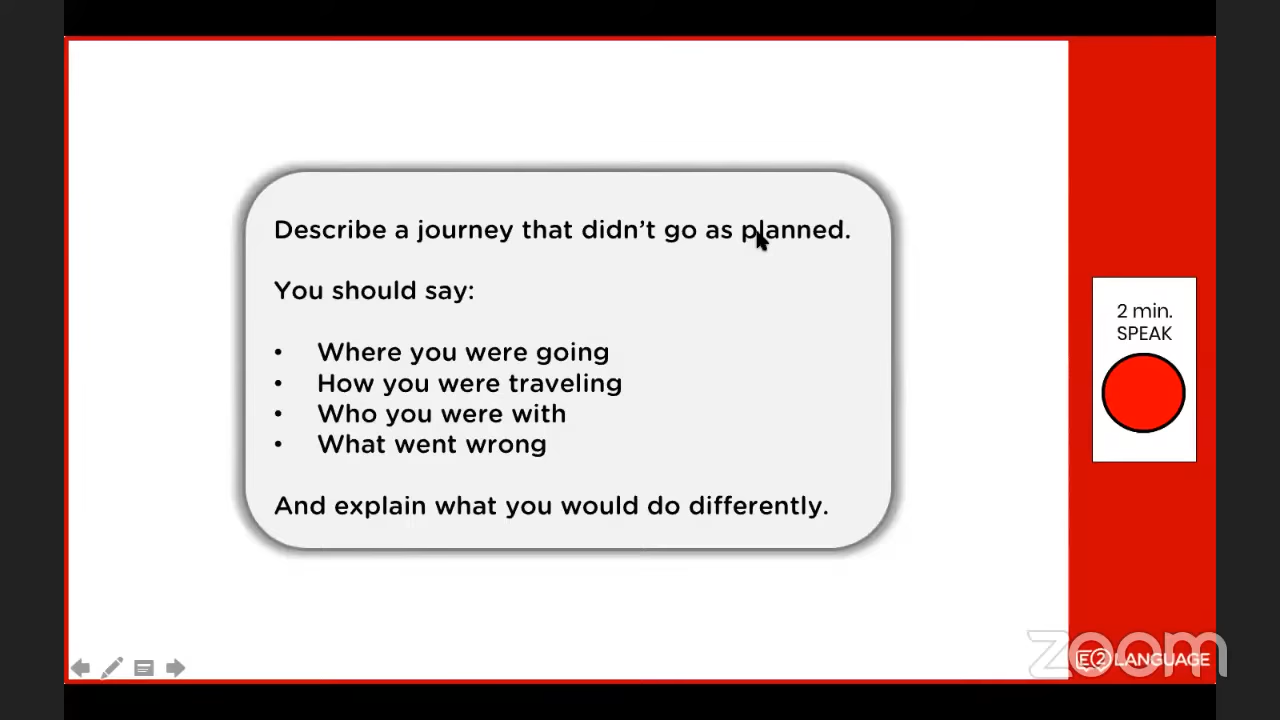 Describe a journey that didn't go as planned.
You should say:
• Where you were going
• How you were traveling
• Who you were with
• What went wrong
And explain what you would do differently.
2 min.
SPEAK
zoom
E2 LANGUAGE